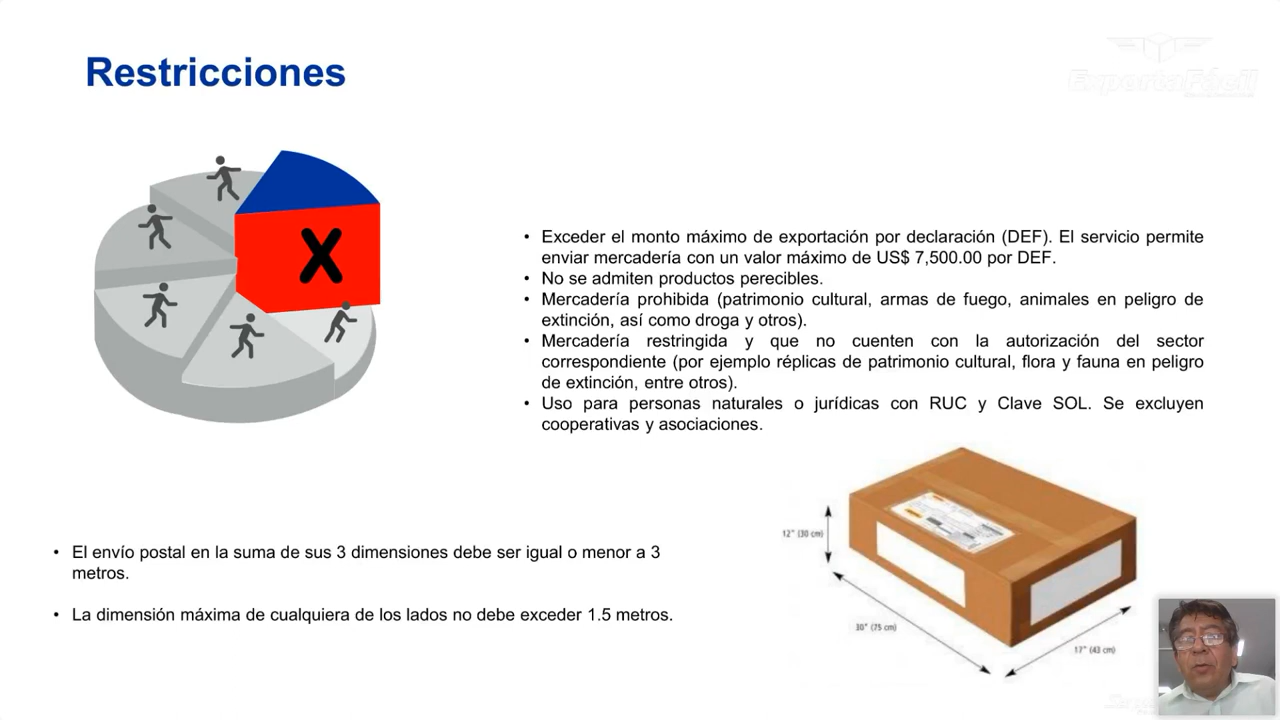 Restricciones
ExportaFácil
X
• Exceder el monto máximo de exportación por declaración (DEF). El servicio permite
enviar mercadería con un valor máximo de US$ 7,500.00 por DEF.
• No se admiten productos perecibles.
• Mercadería prohibida (patrimonio cultural, armas de fuego, animales en peligro de
extinción, así como droga y otros).
• Mercadería restringida y que no cuenten con la autorización del sector
correspondiente (por ejemplo réplicas de patrimonio cultural, flora y fauna en peligro
de extinción, entre otros).
• Uso para personas naturales o jurídicas con RUC y Clave SOL. Se excluyen
cooperativas y asociaciones.
12" (30 cm)
30" (75 cm)
17" (43 cm)
• El envío postal en la suma de sus 3 dimensiones debe ser igual o menor a 3
metros.
• La dimensión máxima de cualquiera de los lados no debe exceder 1.5 metros.